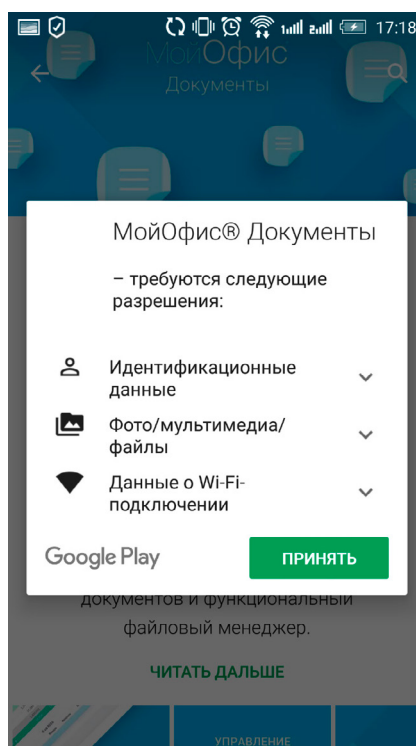 17:18
МойОфис
Документы
МойОфис® Документы
– требуются следующие
разрешения:
Идентификационные
данные
Фото/мультимедиа/
файлы
Данные о Wi-Fi-
подключении
Google Play
ПРИНЯТЬ
документов и функциональный
файловый менеджер.
ЧИТАТЬ ДАЛЬШЕ
УПРАВЛЕНИЕ